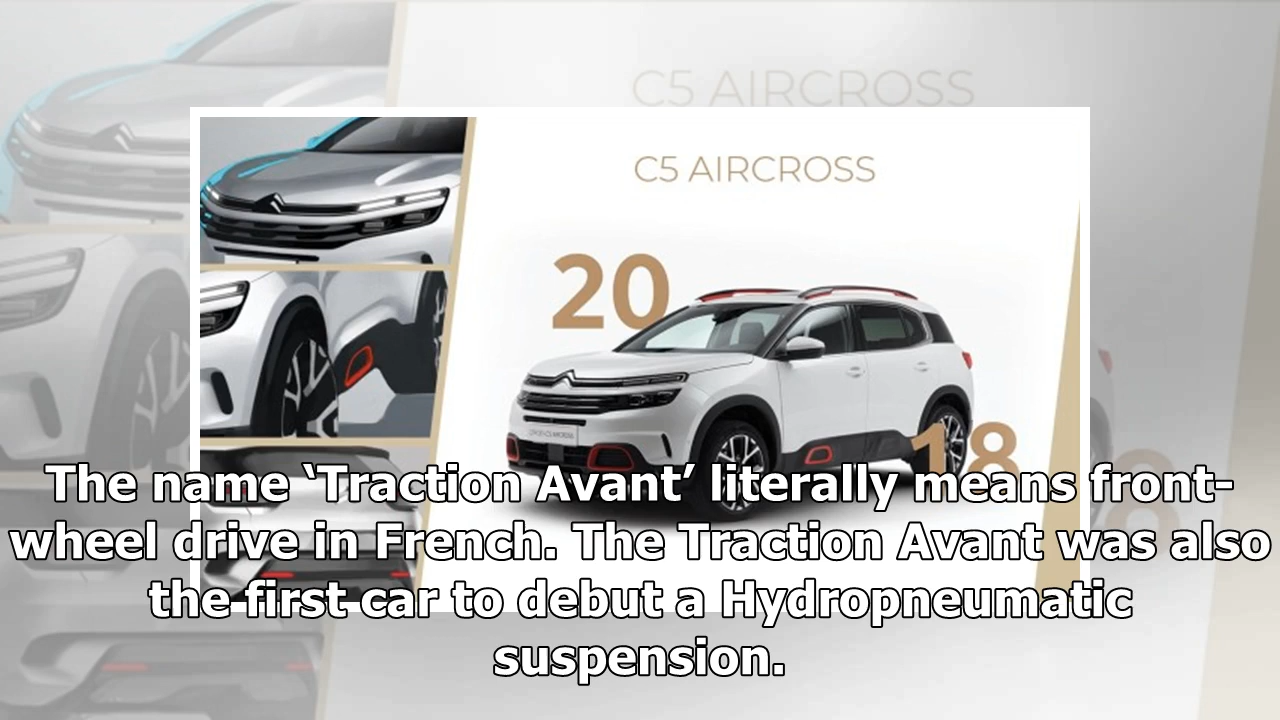 C5 AIRCROSS
C5 AIRCROSS
20
18
The name ‘Traction Avant’ literally means front-
wheel drive in French. The Traction Avant was also
the first car to debut a Hydropneumatic
suspension.